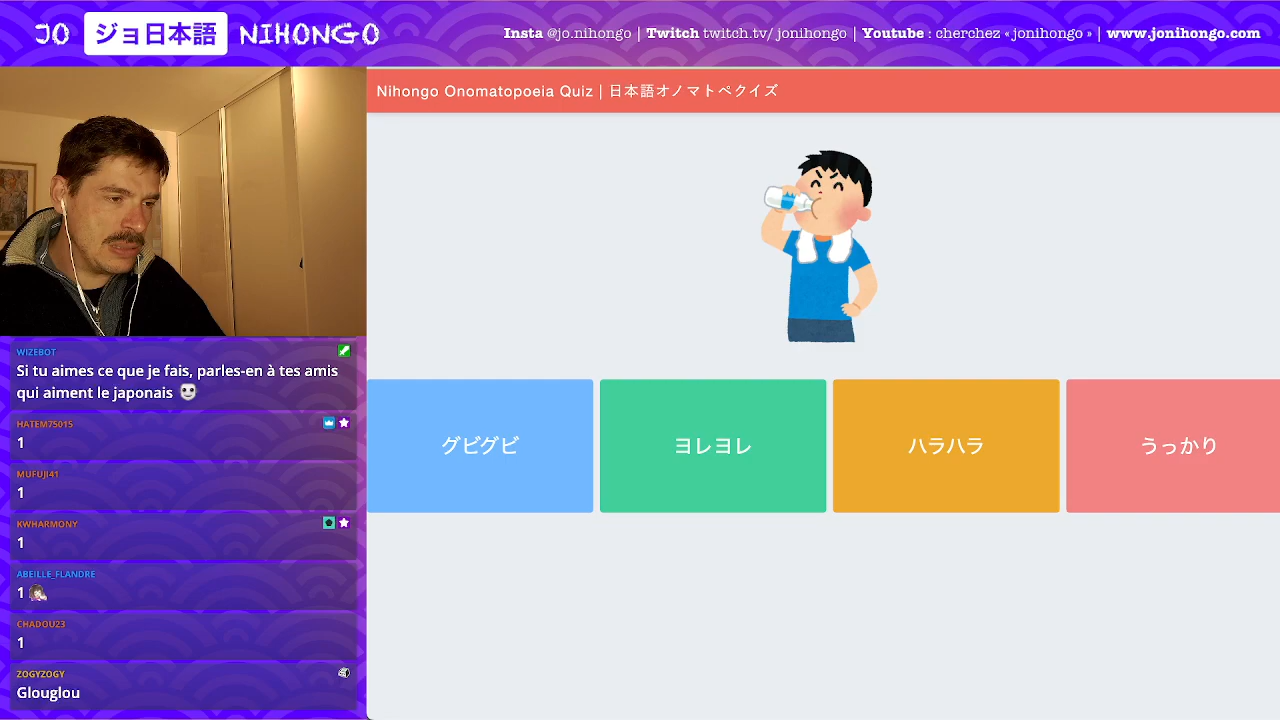 JO ジョ日本語 NIHONGO
Insta @jo.nihongo | Twitch twitch.tv/jonihongo | Youtube : cherchez « jonihongo » | www.jonihongo.com
Nihongo Onomatopoeia Quiz | 日本語オノマトペクイズ
グビグビ
ヨレヨレ
ハラハラ
うっかり
WIZEBOT
Si tu aimes ce que je fais, parles-en à tes amis
qui aiment le japonais
HATEM75015
1
MUFUJI41
1
KWHARMONY
1
ABEILLE_FLANDRE
1
CHADOU23
1
ZOGYZOGY
Glouglou